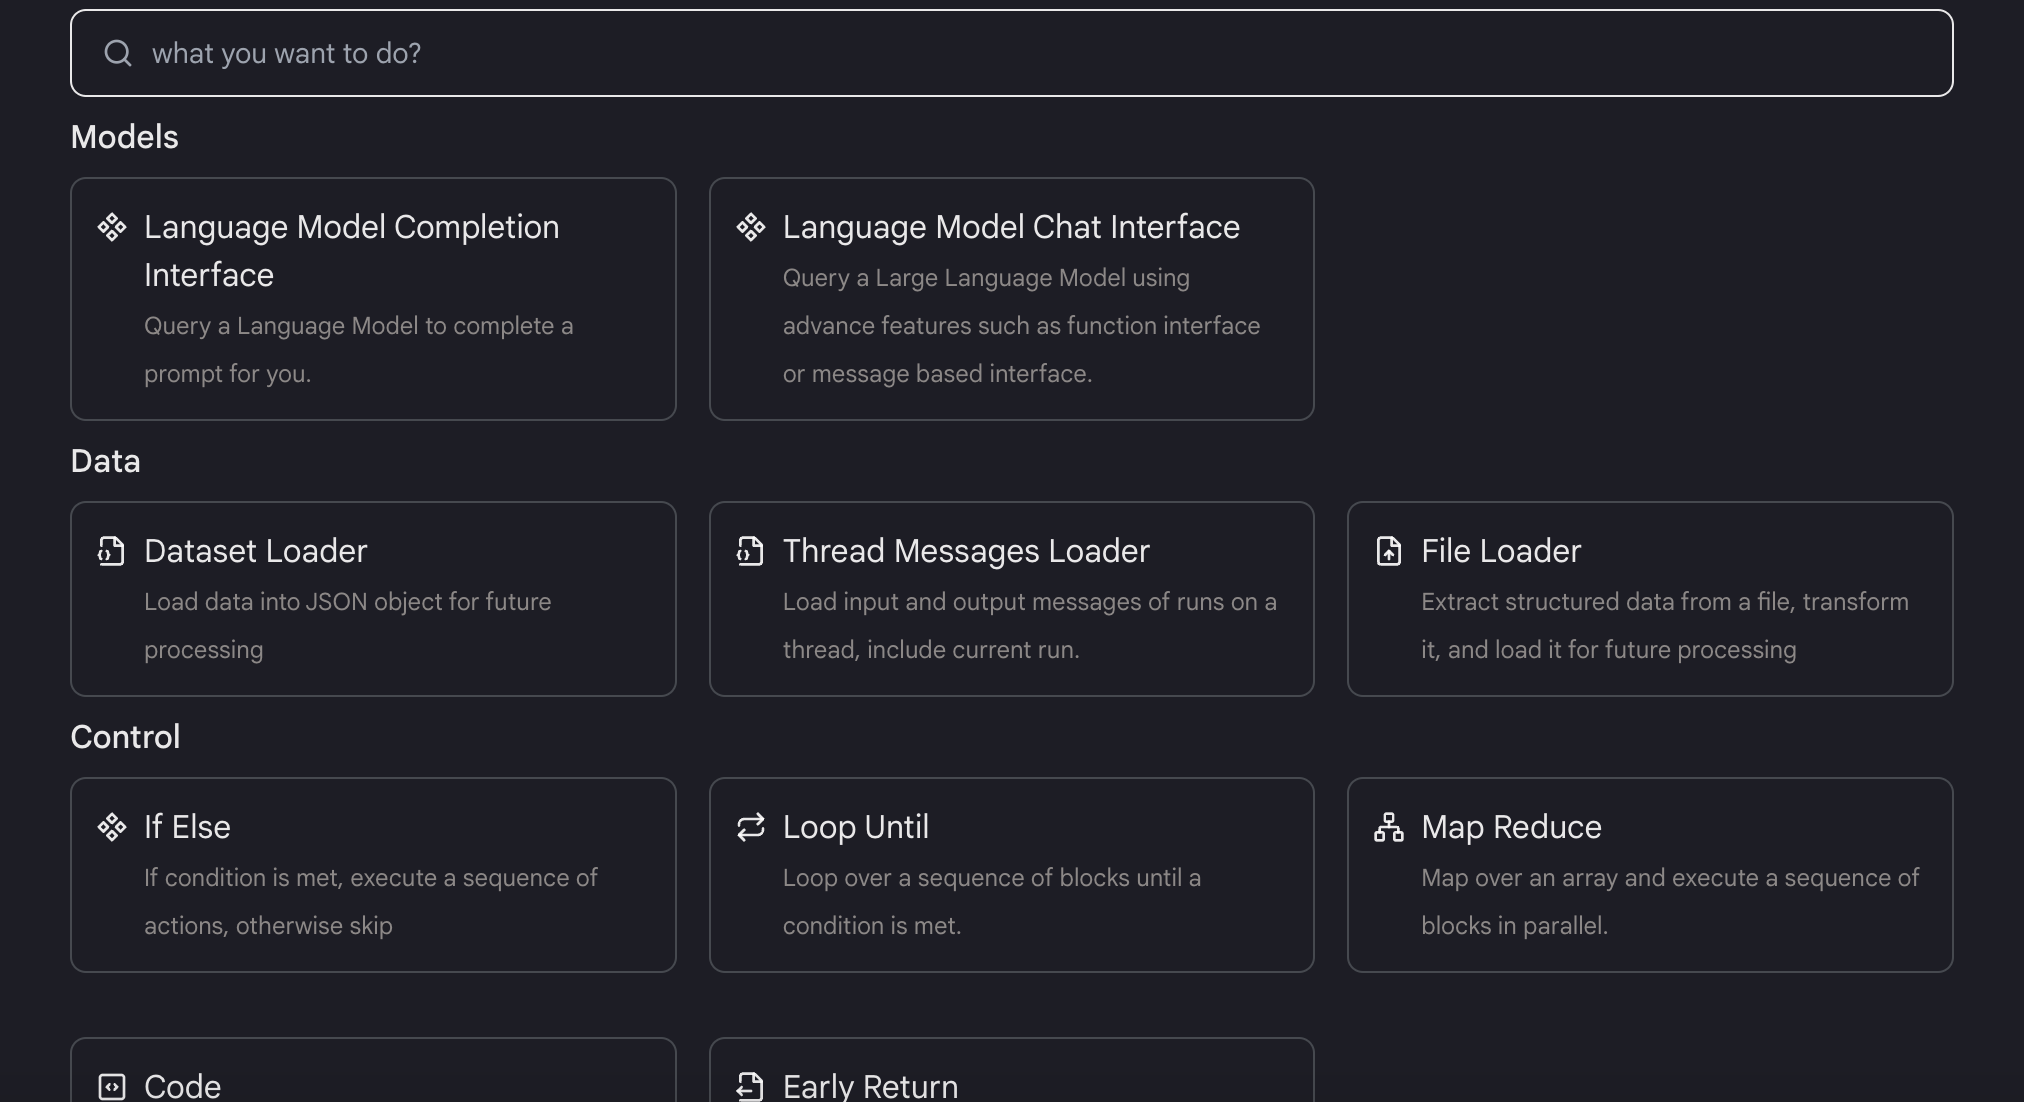 what you want to do?
Models
Language Model Completion
Interface
Query a Language Model to complete a
prompt for you.
Language Model Chat Interface
Query a Large Language Model using
advance features such as function interface
or message based interface.
Data
Dataset Loader
Load data into JSON object for future
processing
Thread Messages Loader
Load input and output messages of runs on a
thread, include current run.
File Loader
Extract structured data from a file, transform
it, and load it for future processing
Control
If Else
If condition is met, execute a sequence of
actions, otherwise skip
Loop Until
Loop over a sequence of blocks until a
condition is met.
Map Reduce
Map over an array and execute a sequence of
blocks in parallel.
Code
Early Return